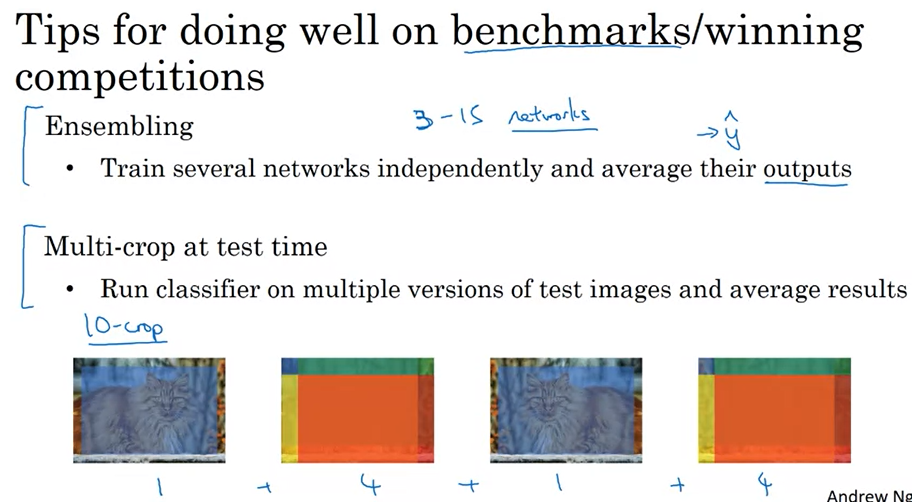 Tips for doing well on benchmarks/winning
competitions
Ensembling
3-15 networks
→ ŷ
• Train several networks independently and average their outputs
Multi-crop at test time
• Run classifier on multiple versions of test images and average results
10-crop
1 + 4 + 1 + 4
Andrew Ng